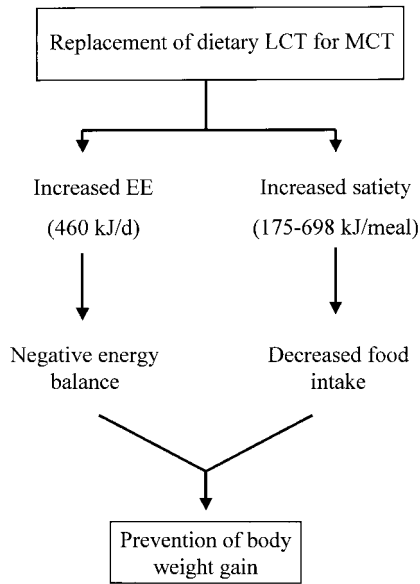 Replacement of dietary LCT for MCT
Increased EE
(460 kJ/d)
Increased satiety
(175-698 kJ/meal)
Negative energy
balance
Decreased food
intake
Prevention of body
weight gain